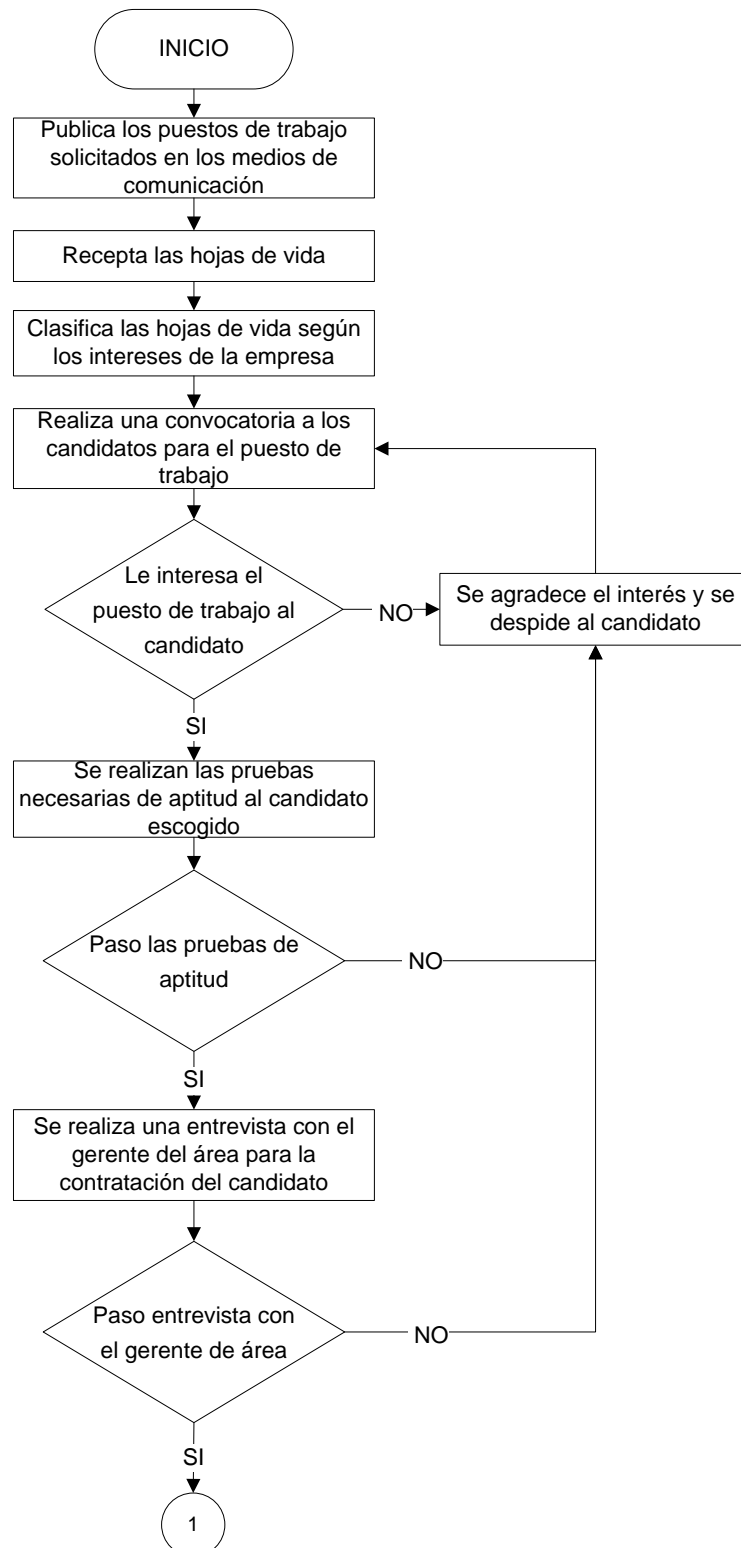 INICIO
Publica los puestos de trabajo
solicitados en los medios de
comunicación
Recepta las hojas de vida
Clasifica las hojas de vida según
los intereses de la empresa
Realiza una convocatoria a los
candidatos para el puesto de
trabajo
Le interesa el
puesto de trabajo al
candidato
NO
Se agradece el interés y se
despide al candidato
SI
Se realizan las pruebas
necesarias de aptitud al candidato
escogido
Paso las pruebas de
aptitud
NO
SI
Se realiza una entrevista con el
gerente del área para la
contratación del candidato
Paso entrevista con
el gerente de área
NO
SI
1